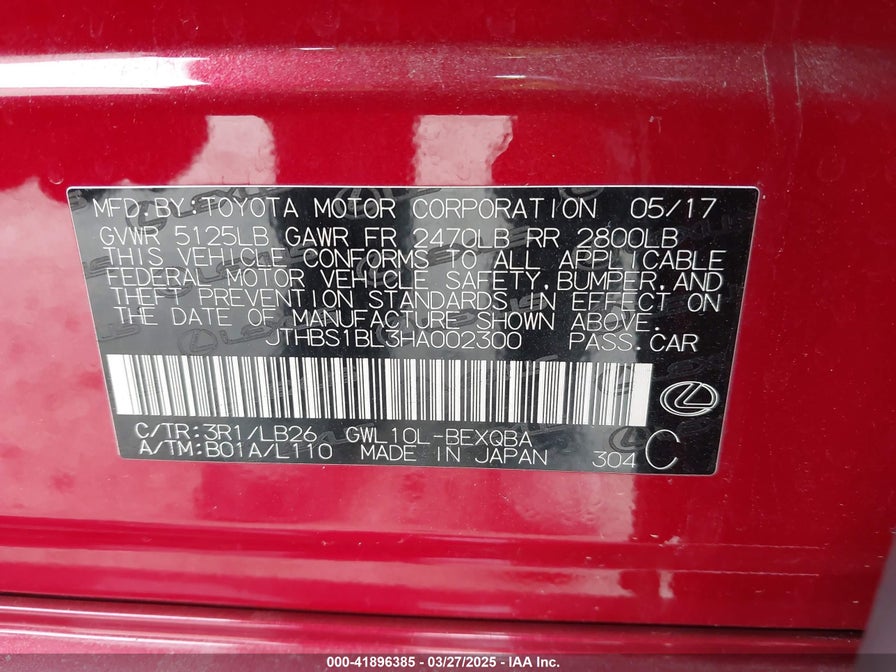 MFD BY:TOYOTA MOTOR CORPORATION 05/17
GVWR 5125LB GAWR FR 2470LB RR 2800LB
THIS VEHICLE CONFORMS TO ALL APPLICABLE
FEDERAL MOTOR VEHICLE SAFETY,BUMPER,AND
THEFT PREVENTION STANDARDS IN EFFECT ON
THE DATE OF MANUFACTURE SHOWN ABOVE.
JTHBS1BL3HA002300 PASS.CAR
C/TR:3R1/LB26 GWL10L-BEXQBA
A/TM:B01A/L110 MADE IN JAPAN 304 C
000-41896385 - 03/27/2025 - IAA Inc.